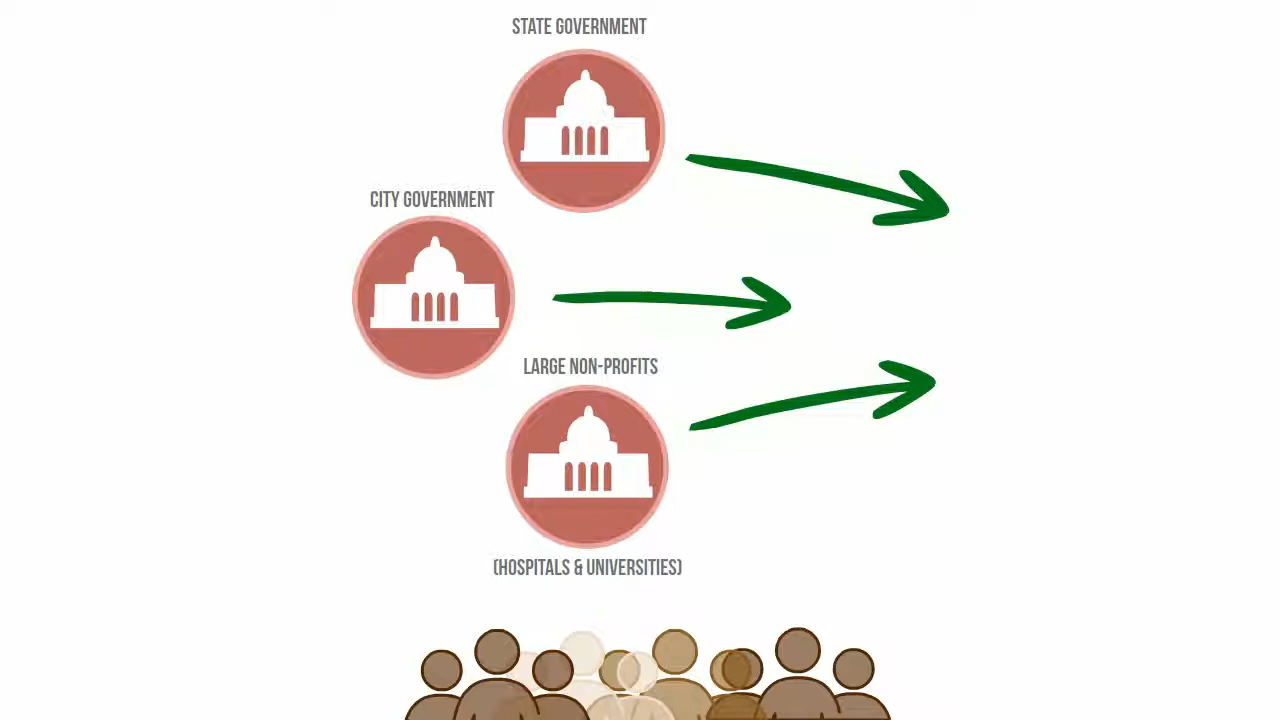 STATE GOVERNMENT
CITY GOVERNMENT
LARGE NON-PROFITS
(HOSPITALS & UNIVERSITIES)